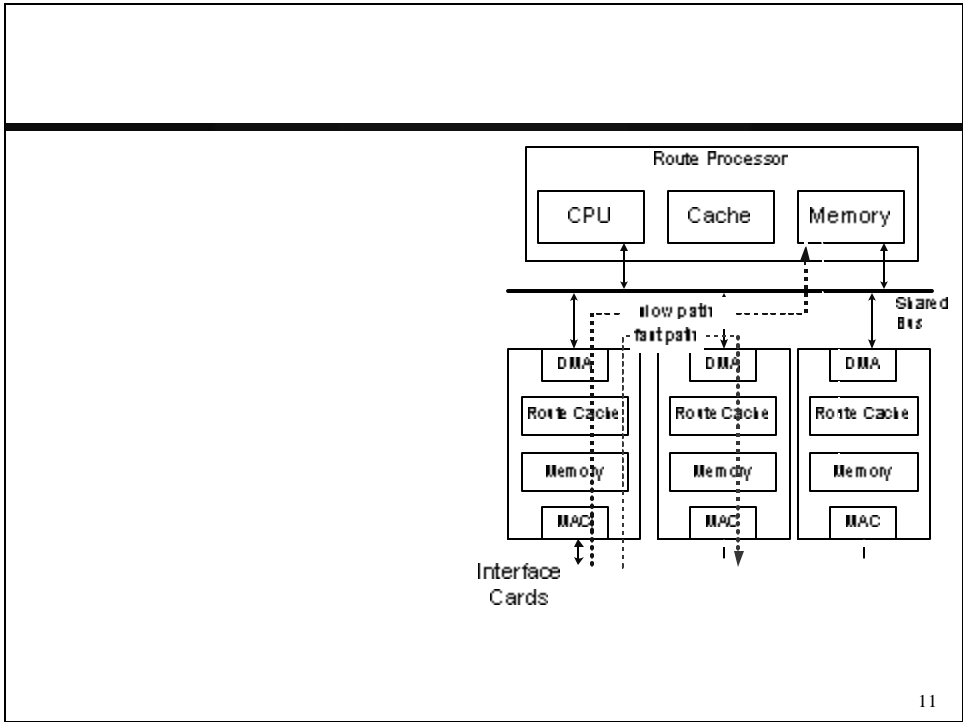 Route Processor
CPU Cache Memory
Shared
Bus
slow path
fast path
DMA DMA DMA
Route Cache Route Cache Route Cache
Memory Memory Memory
MAC MAC MAC
Interface
Cards
11